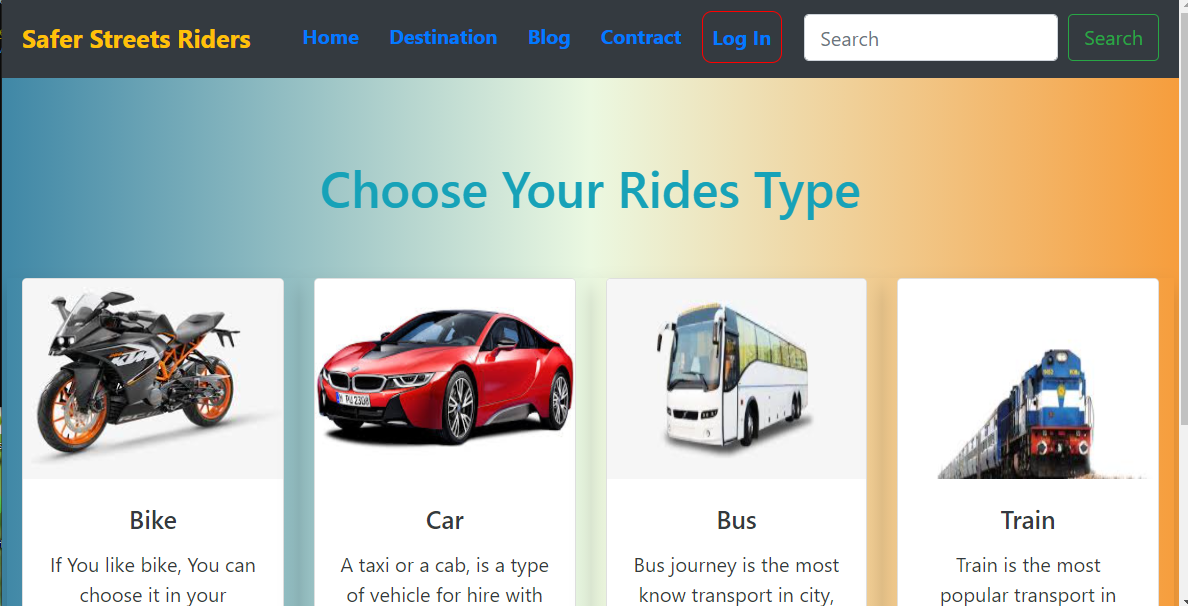 Safer Streets Riders Home Destination Blog Contract Log In Search Search
Choose Your Rides Type
KTM
Bike
If You like bike, You can
choose it in your
Car
A taxi or a cab, is a type
of vehicle for hire with
Bus
Bus journey is the most
know transport in city,
Train
Train is the most
popular transport in